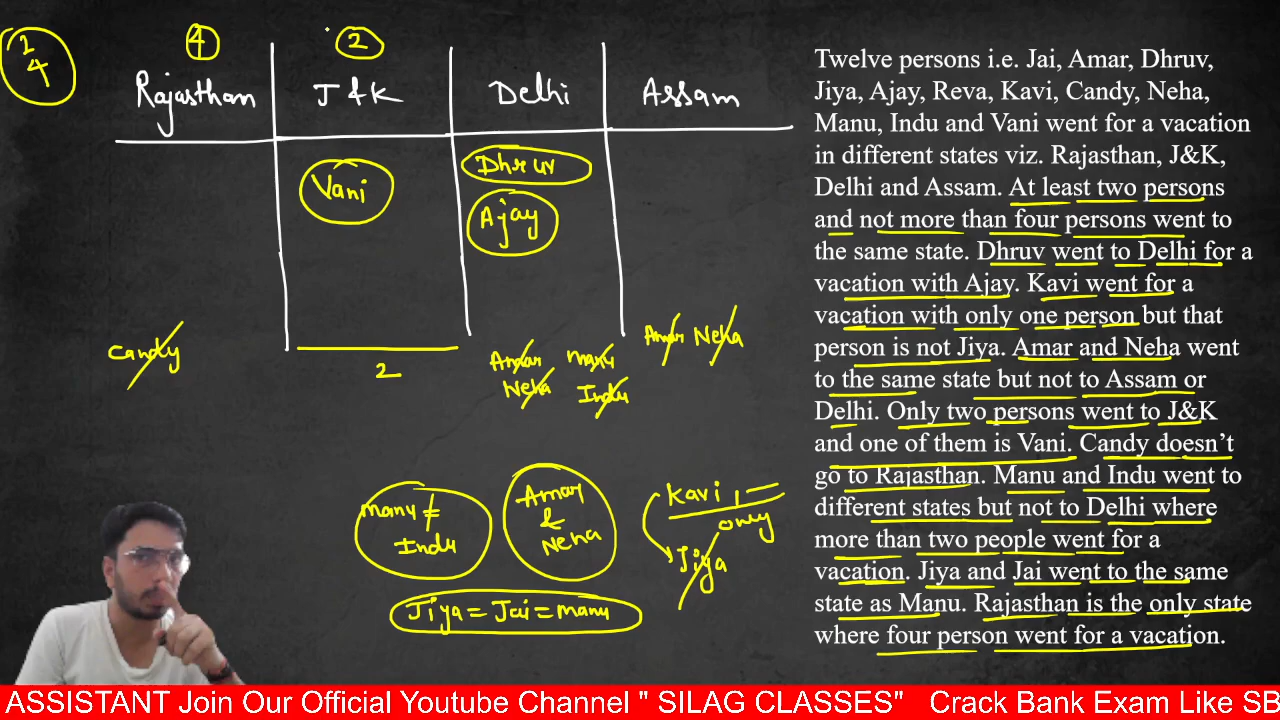 2
4
④
②
Rajasthan
J&K
Delhi
Assam
Vani
Dhruv
Ajay
Candy
2
Amar
Neha
Manu
Indu
Amar Neha
Manu ≠
Indu
Amar
&
Neha
Kavi, =
only
Jiya
Jiya = Jai = Manu
Twelve persons i.e. Jai, Amar, Dhruv,
Jiya, Ajay, Reva, Kavi, Candy, Neha,
Manu, Indu and Vani went for a vacation
in different states viz. Rajasthan, J&K,
Delhi and Assam. At least two persons
and not more than four persons went to
the same state. Dhruv went to Delhi for a
vacation with Ajay. Kavi went for a
vacation with only one person but that
person is not Jiya. Amar and Neha went
to the same state but not to Assam or
Delhi. Only two persons went to J&K
and one of them is Vani. Candy doesn’t
go to Rajasthan. Manu and Indu went to
different states but not to Delhi where
more than two people went for a
vacation. Jiya and Jai went to the same
state as Manu. Rajasthan is the only state
where four person went for a vacation.
ASSISTANT Join Our Official Youtube Channel " SILAG CLASSES" Crack Bank Exam Like SB